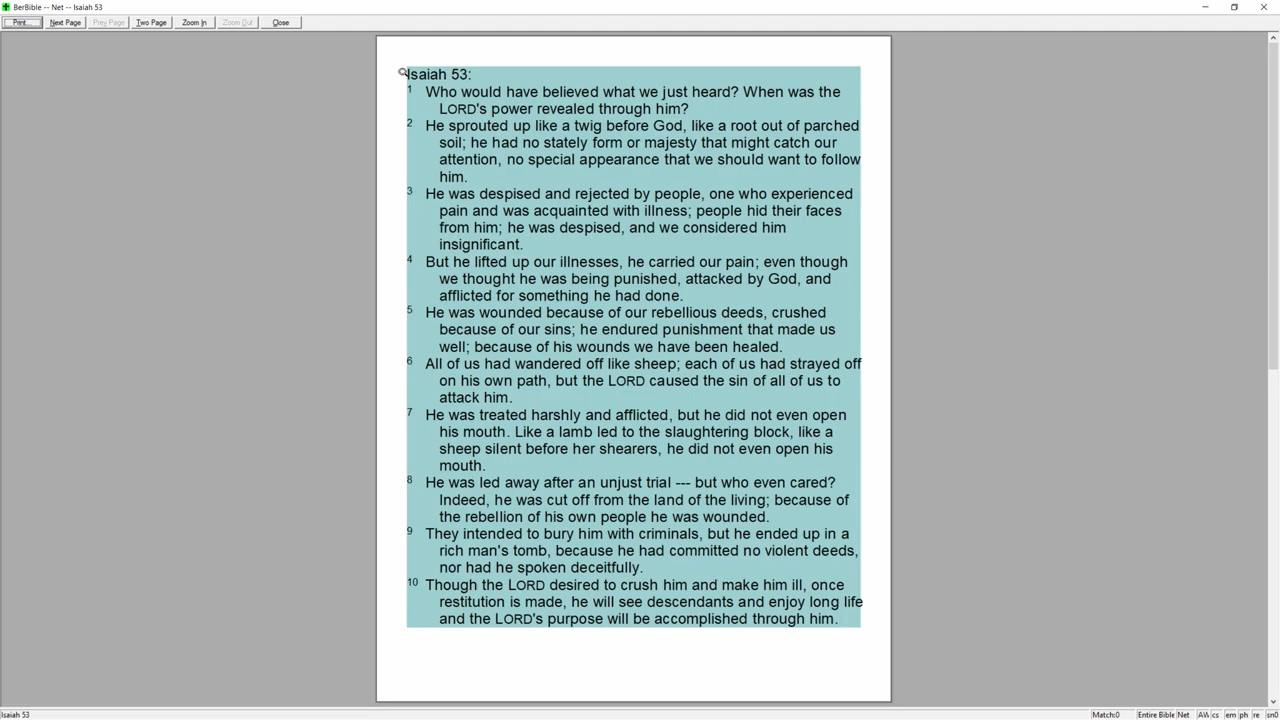 BerBible -- Net -- Isaiah 53
Print... Next Page Prev Page Two Page Zoom In Zoom Out Close
Isaiah 53:
1 Who would have believed what we just heard? When was the
LORD's power revealed through him?
2 He sprouted up like a twig before God, like a root out of parched
soil; he had no stately form or majesty that might catch our
attention, no special appearance that we should want to follow
him.
3 He was despised and rejected by people, one who experienced
pain and was acquainted with illness; people hid their faces
from him; he was despised, and we considered him
insignificant.
4 But he lifted up our illnesses, he carried our pain; even though
we thought he was being punished, attacked by God, and
afflicted for something he had done.
5 He was wounded because of our rebellious deeds, crushed
because of our sins; he endured punishment that made us
well; because of his wounds we have been healed.
6 All of us had wandered off like sheep; each of us had strayed off
on his own path, but the LORD caused the sin of all of us to
attack him.
7 He was treated harshly and afflicted, but he did not even open
his mouth. Like a lamb led to the slaughtering block, like a
sheep silent before her shearers, he did not even open his
mouth.
8 He was led away after an unjust trial --- but who even cared?
Indeed, he was cut off from the land of the living; because of
the rebellion of his own people he was wounded.
9 They intended to bury him with criminals, but he ended up in a
rich man's tomb, because he had committed no violent deeds,
nor had he spoken deceitfully.
10 Though the LORD desired to crush him and make him ill, once
restitution is made, he will see descendants and enjoy long life
and the LORD's purpose will be accomplished through him.
Isaiah 53 Match:0 Entire Bible Net AW cs em ph re sn0